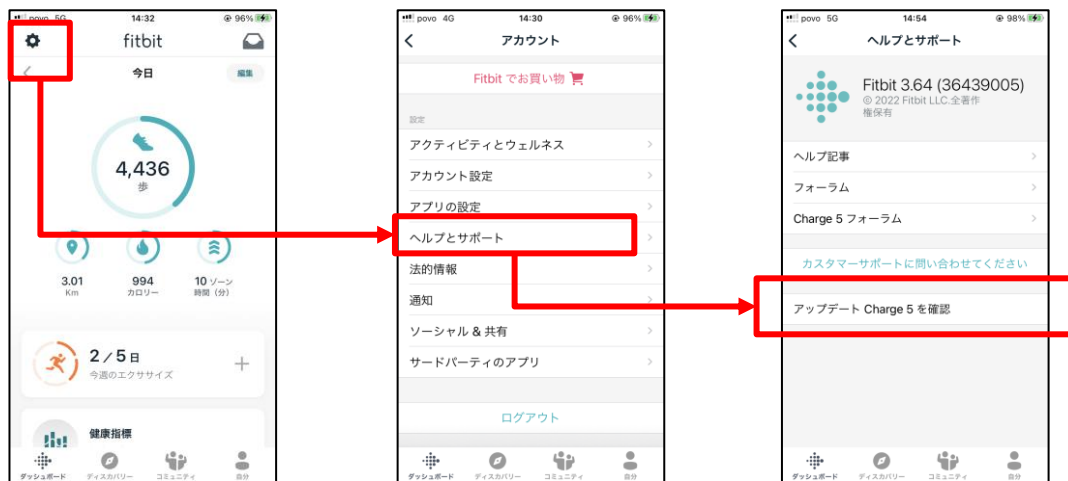 povo 5G 14:32 96%
fitbit
今日 編集
4,436
歩
3.01 994 10 ゾーン
Km カロリー 時間（分）
2 / 5 日
今週のエクササイズ
健康指標
ダッシュボード ディスカバリー コミュニティ 自分
povo 4G 14:30 96%
アカウント
Fitbit でお買い物
設定
アクティビティとウェルネス
アカウント設定
アプリの設定
ヘルプとサポート
法的情報
通知
ソーシャル & 共有
サードパーティのアプリ
ログアウト
ダッシュボード ディスカバリー コミュニティ 自分
povo 5G 14:54 98%
ヘルプとサポート
Fitbit 3.64 (36439005)
© 2022 Fitbit LLC.全著作
権保有
ヘルプ記事
フォーラム
Charge 5 フォーラム
カスタマーサポートに問い合わせてください
アップデート Charge 5 を確認
ダッシュボード ディスカバリー コミュニティ 自分